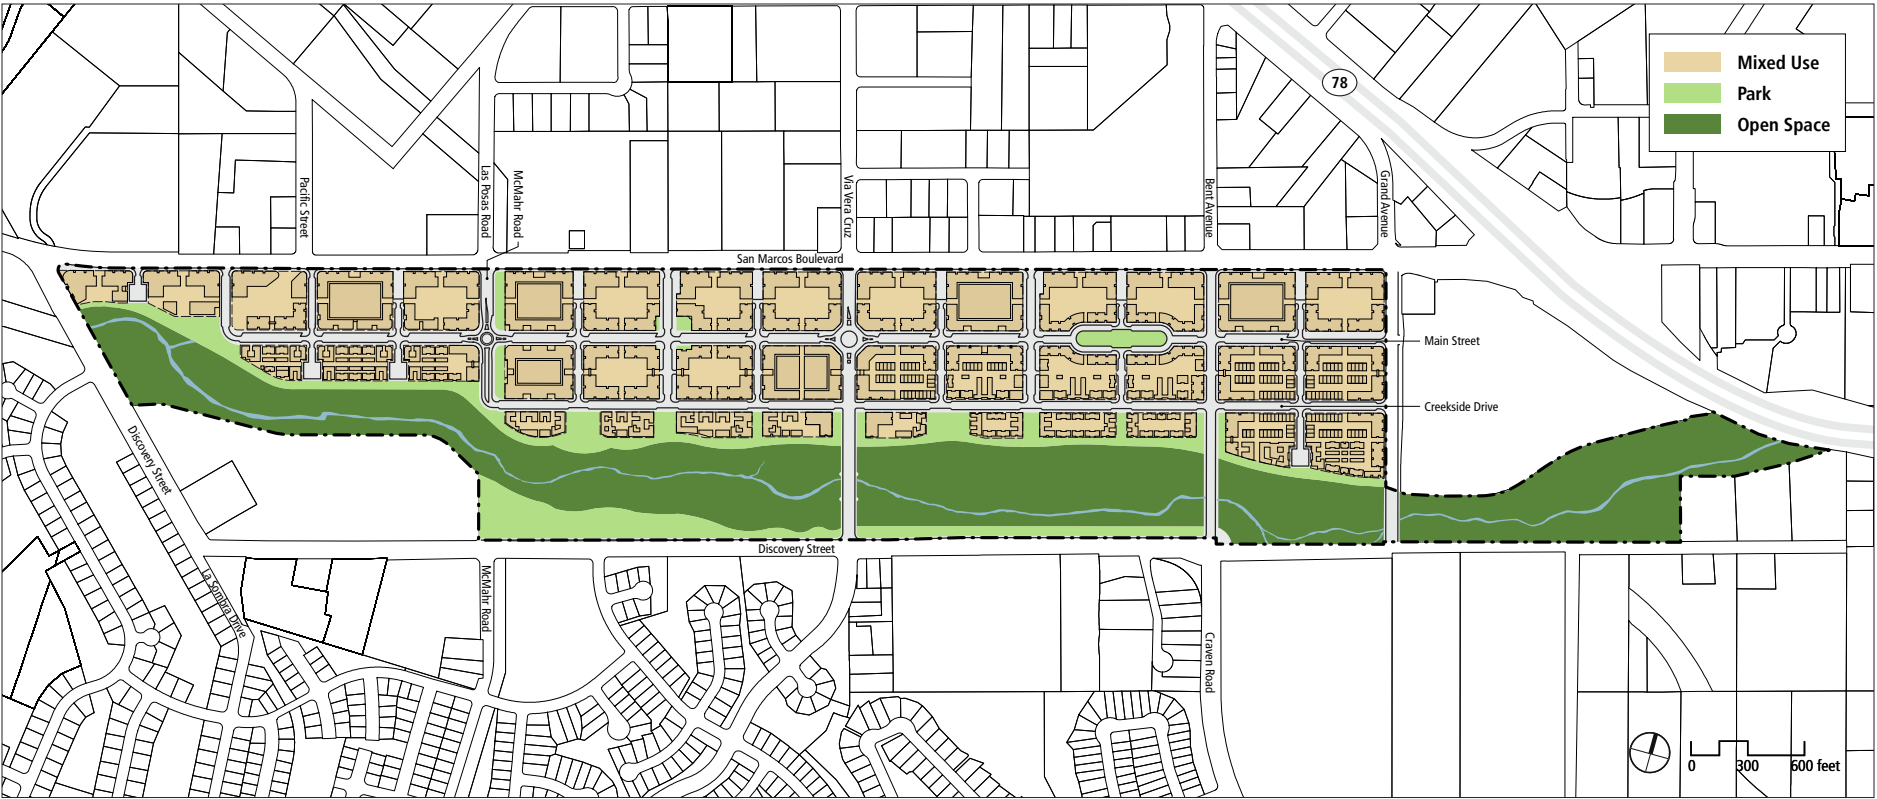 Mixed Use
78
Park
Open Space
Pacific Street
Las Posas Road
McMahr Road
Via Vera Cruz
Bent Avenue
Grand Avenue
San Marcos Boulevard
Main Street
Creekside Drive
Discovery Street
Discovery Street
La Sombra Drive
McMahr Road
Craven Road
0 300 600 feet